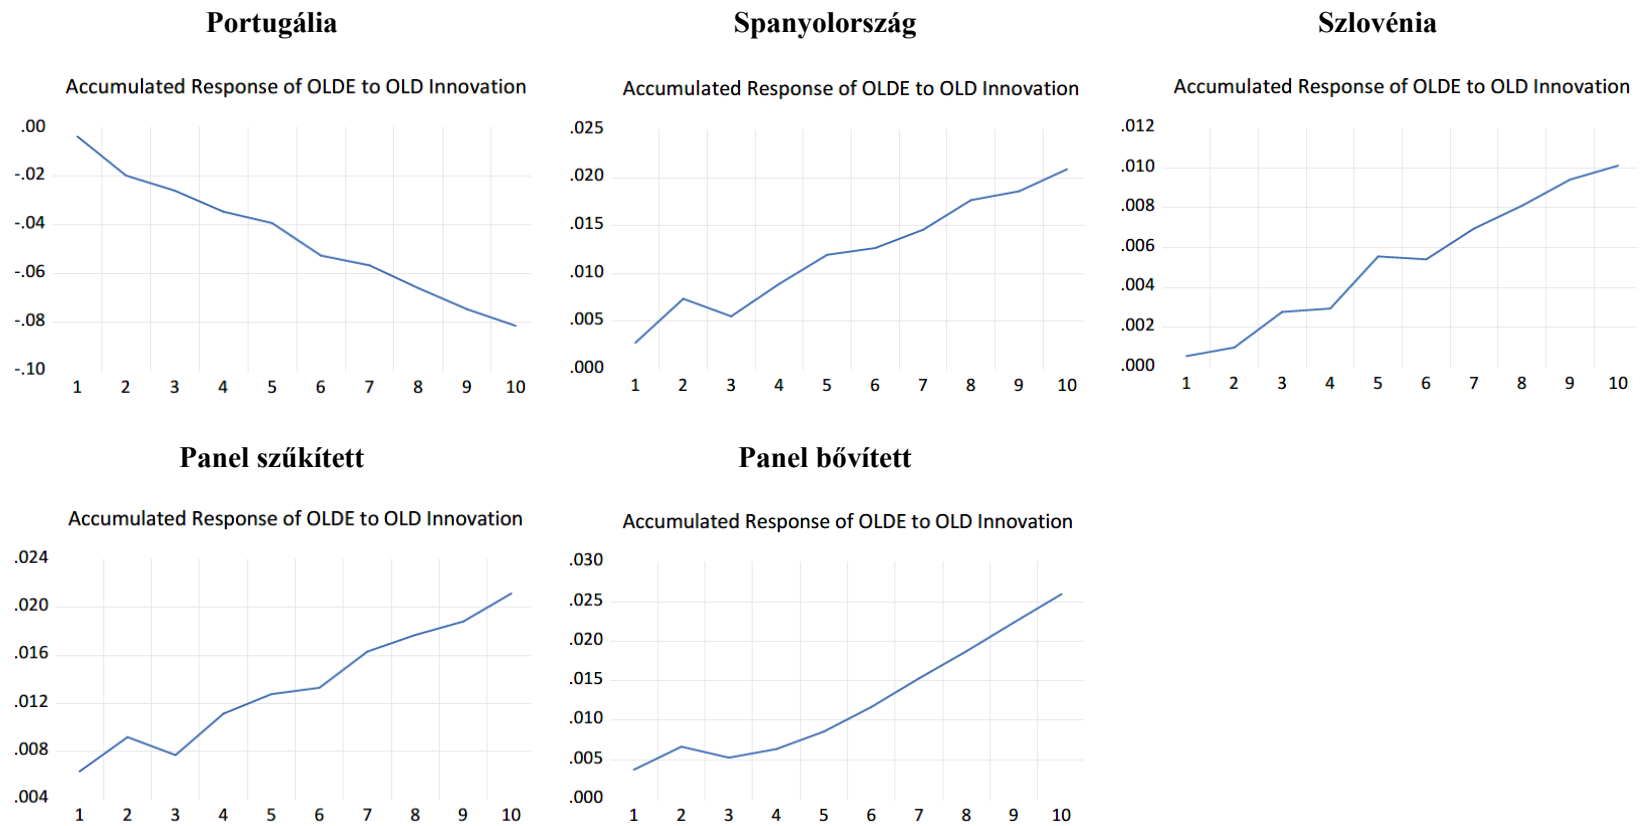 Portugália
Accumulated Response of OLDE to OLD Innovation
.00
-.02
-.04
-.06
-.08
-.10
1 2 3 4 5 6 7 8 9 10
Spanyolország
Accumulated Response of OLDE to OLD Innovation
.025
.020
.015
.010
.005
.000
1 2 3 4 5 6 7 8 9 10
Szlovénia
Accumulated Response of OLDE to OLD Innovation
.012
.010
.008
.006
.004
.002
.000
1 2 3 4 5 6 7 8 9 10
Panel szűkített
Accumulated Response of OLDE to OLD Innovation
.024
.020
.016
.012
.008
.004
1 2 3 4 5 6 7 8 9 10
Panel bővített
Accumulated Response of OLDE to OLD Innovation
.030
.025
.020
.015
.010
.005
.000
1 2 3 4 5 6 7 8 9 10